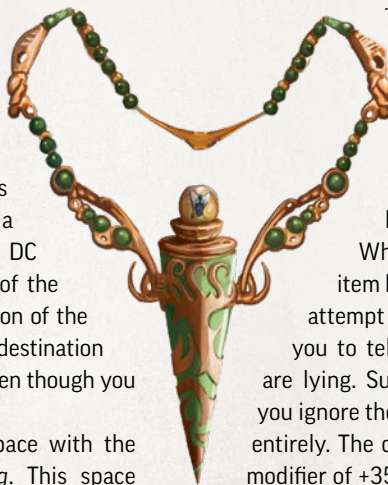 s
a
DC
of the
on of the
destination
en though you
pace with the
g. This space
Wh
item
attempt
you to tel
are lying. Su
you ignore the
entirely. The
modifier of +35